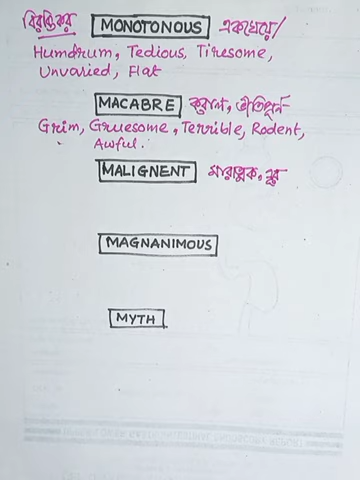 বিরক্তিকর MONOTONOUS একঘেয়ে/
Humdrum, Tedious, Tiresome,
Unvaried, Flat
MACABRE করাল, ভীতিপূর্ন
Grim, Gruesome, Terrible, Rodent,
Awful.
MALIGNENT মারাত্মক,
MAGNANIMOUS
MYTH